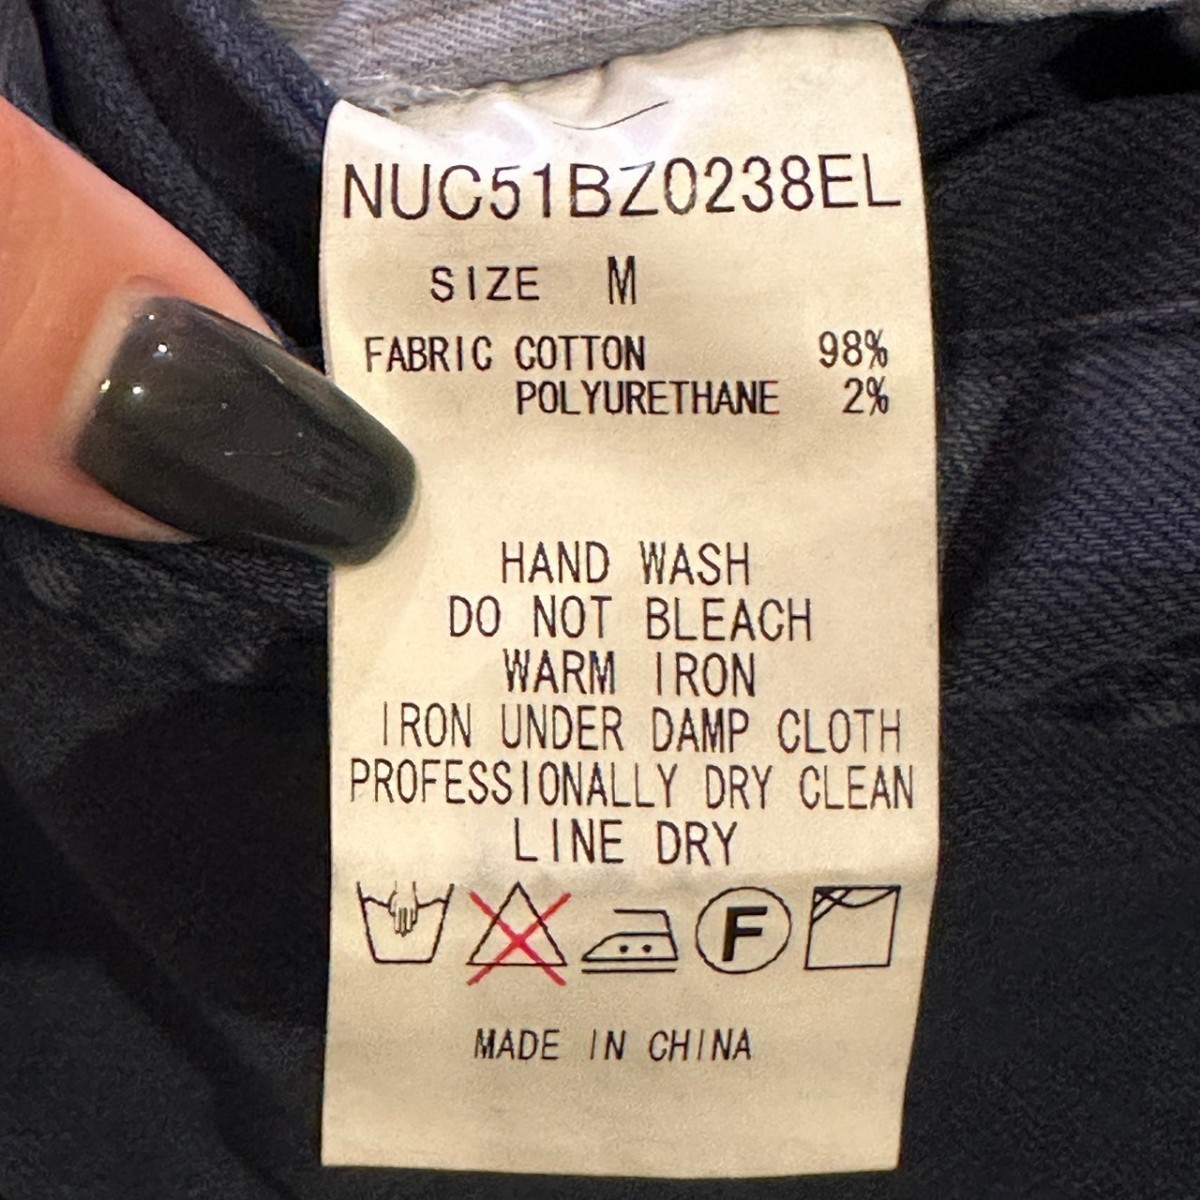 NUC51BZ0238EL
SIZE M
FABRIC COTTON 98%
POLYURETHANE 2%
HAND WASH
DO NOT BLEACH
WARM IRON
IRON UNDER DAMP CLOTH
PROFESSIONALLY DRY CLEAN
LINE DRY
F
MADE IN CHINA